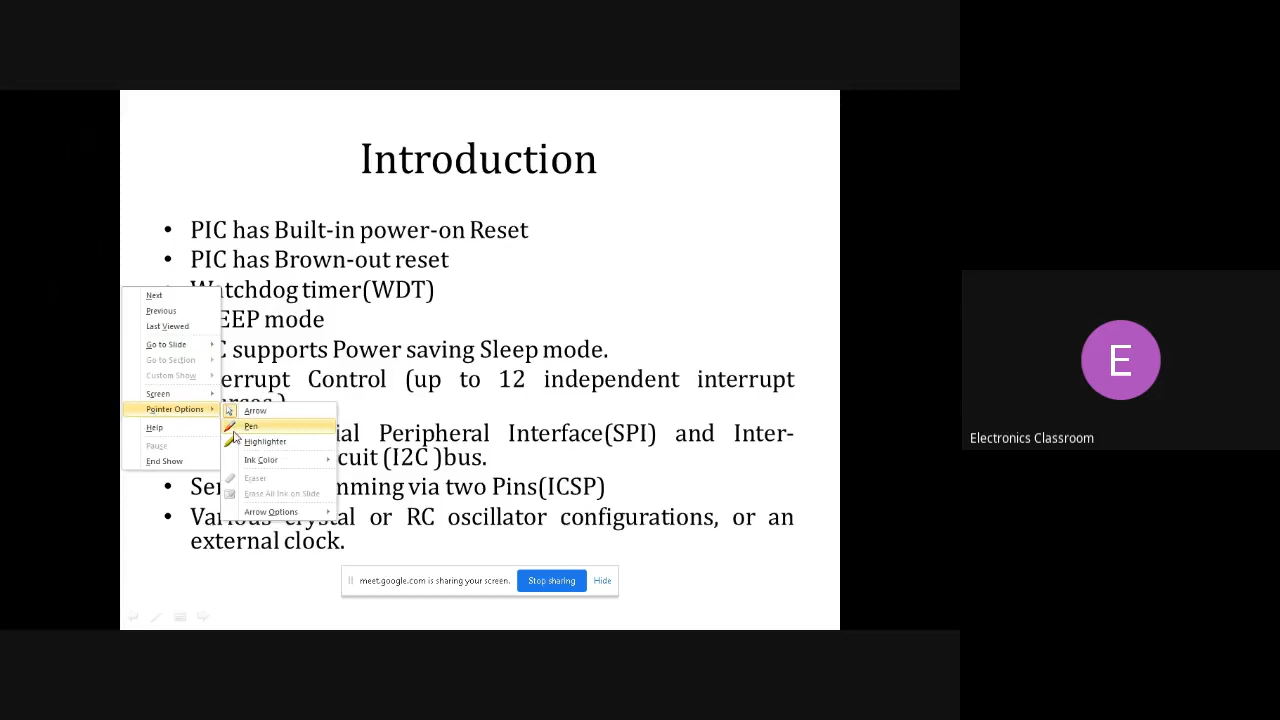 Introduction
• PIC has Built-in power-on Reset
• PIC has Brown-out reset
Watchdog timer(WDT)
EEP mode
C supports Power saving Sleep mode.
errupt Control (up to 12 independent interrupt
ial Peripheral Interface(SPI) and Inter-
cuit (I2C )bus.
• Se mming via two Pins(ICSP)
• Various crystal or RC oscillator configurations, or an
external clock.
Next
Previous
Last Viewed
Go to Slide
Go to Section
Custom Show
Screen
Pointer Options
Help
Pause
End Show
Arrow
Pen
Highlighter
Ink Color
Eraser
Erase All Ink on Slide
Arrow Options
meet.google.com is sharing your screen.
Stop sharing
Hide
E
Electronics Classroom